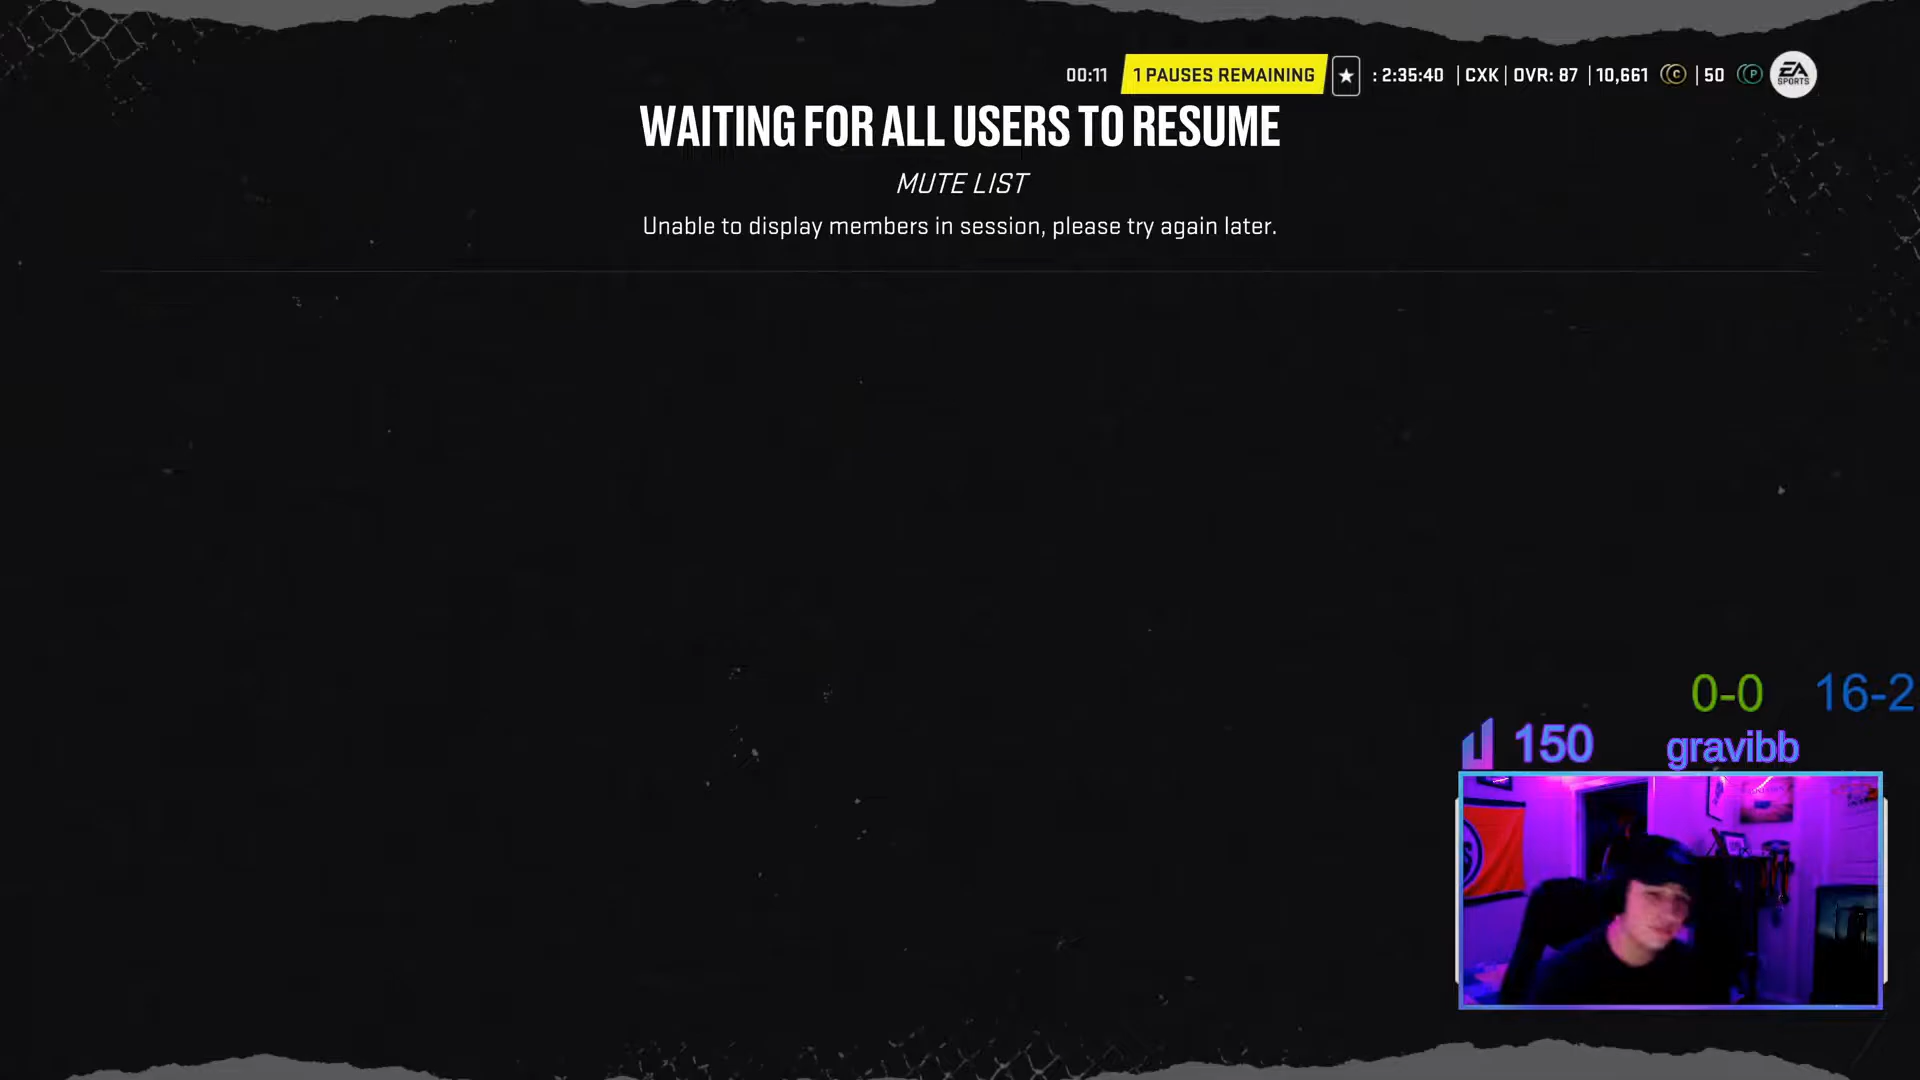 00:11 1 PAUSES REMAINING : 2:35:40 | CXK | OVR: 87 | 10,661 C | 50 P EA SPORTS
WAITING FOR ALL USERS TO RESUME
MUTE LIST
Unable to display members in session, please try again later.
0-0 16-2
150 gravibb